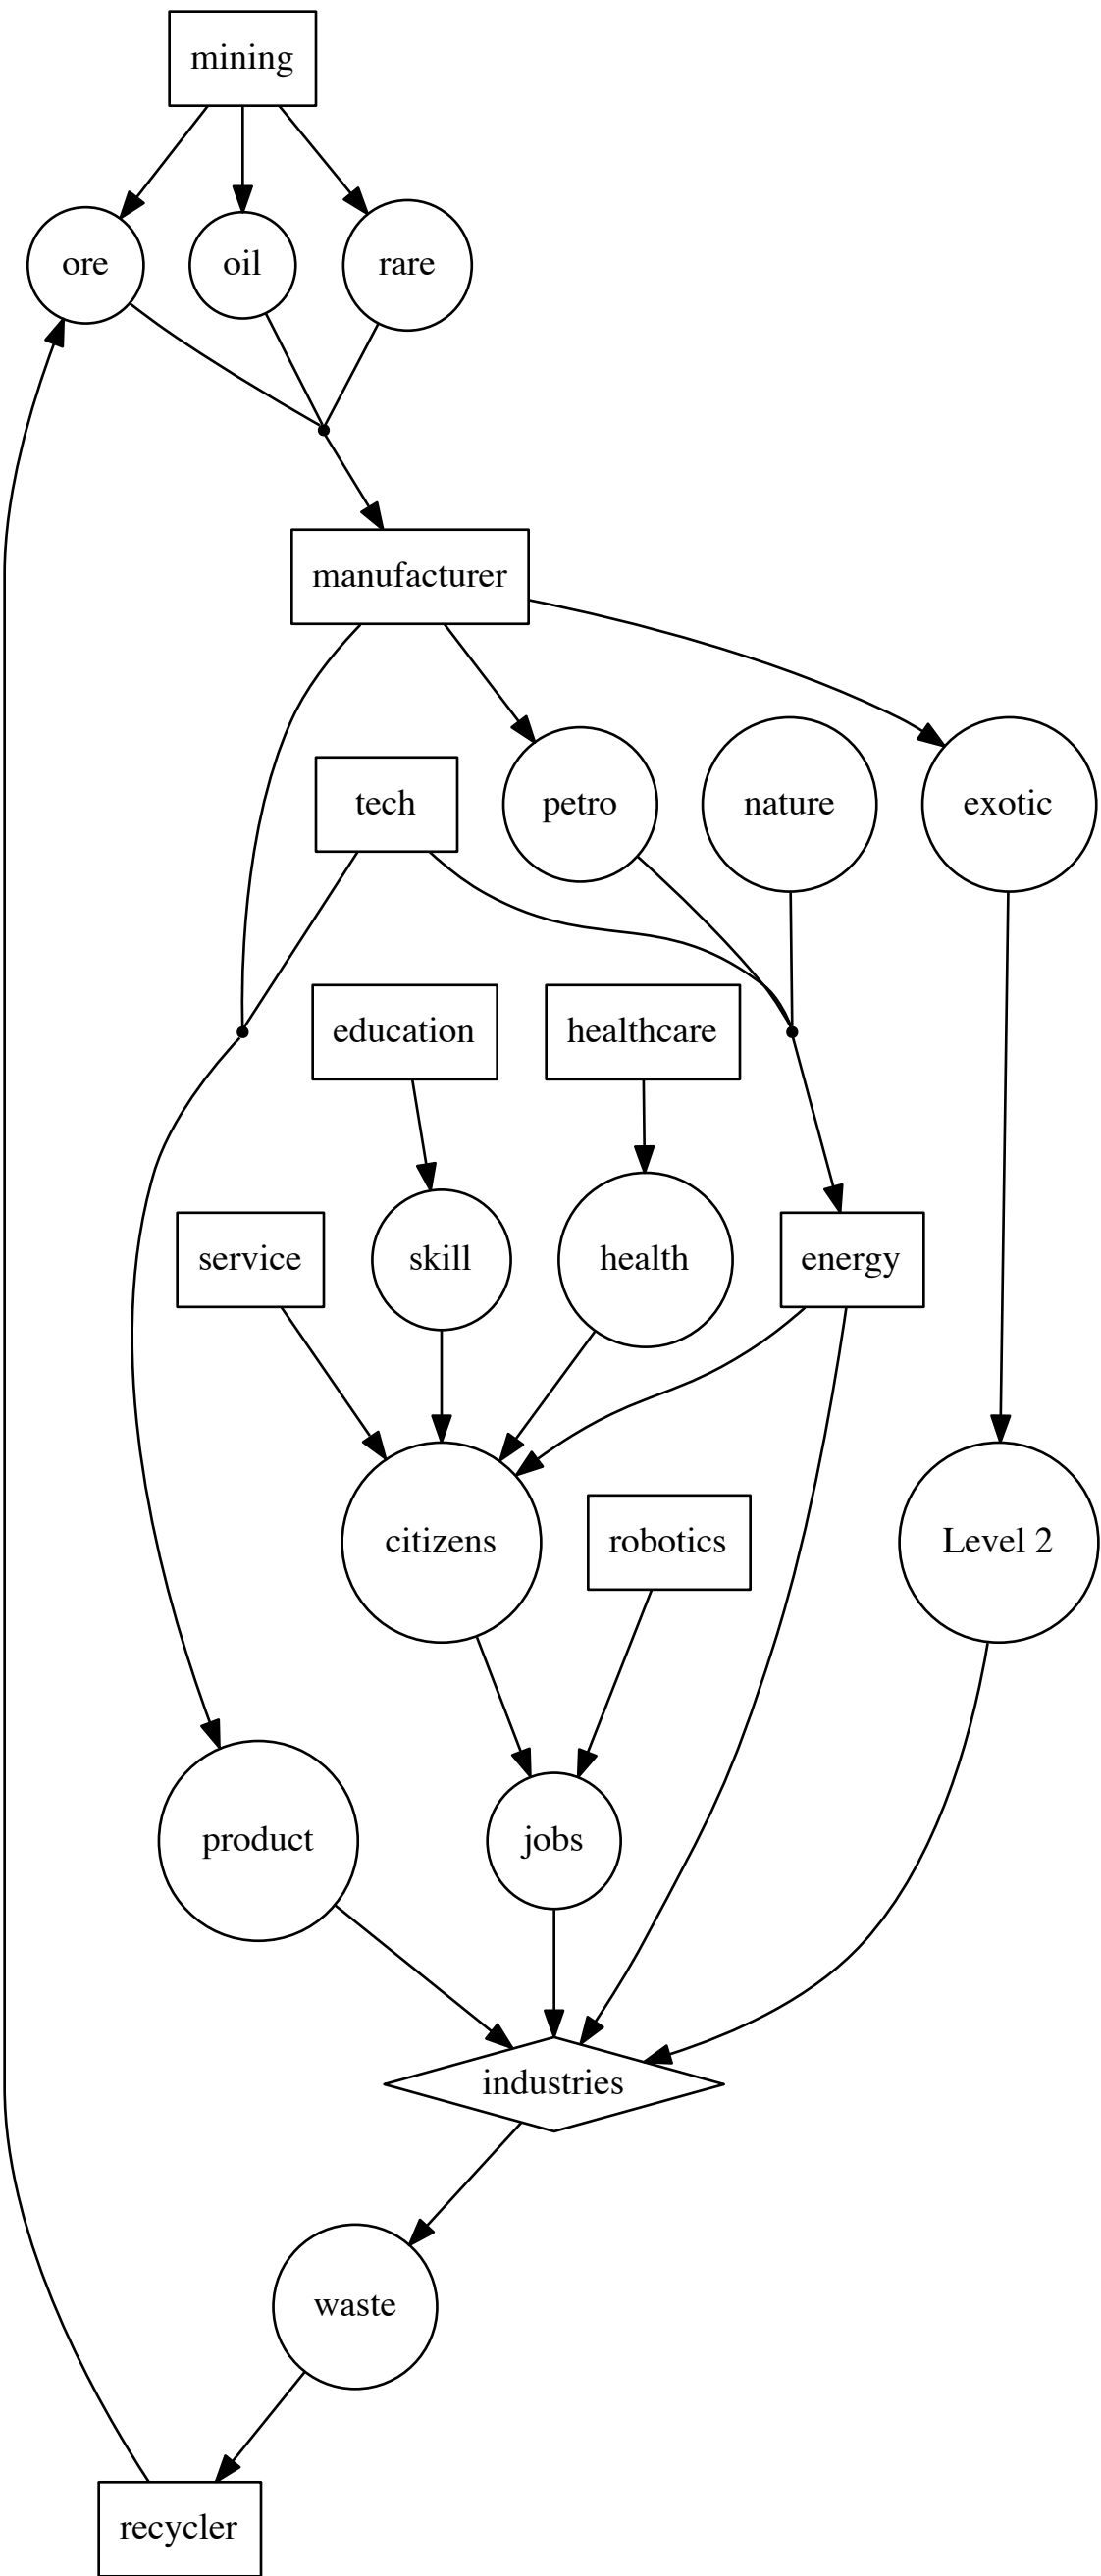 mining
ore
oil
rare
manufacturer
tech
petro
nature
exotic
education
healthcare
service
skill
health
energy
citizens
robotics
Level 2
product
jobs
industries
waste
recycler